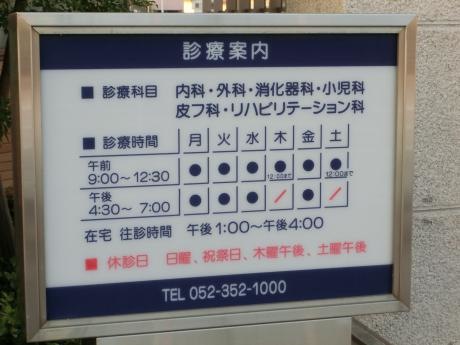 診療案内
■ 診療科目 内科・外科・消化器科・小児科
皮フ科・リハビリテーション科
■ 診療時間 月 火 水 木 金 土
午前
9:00〜12:30 ● ● ● ● 12:00まで ● ● 12:00まで
午後
4:30〜 7:00 ● ● ● / ● /
在宅 往診時間 午後1:00〜午後4:00
■ 休診日 日曜、祝祭日、木曜午後、土曜午後
TEL 052-352-1000